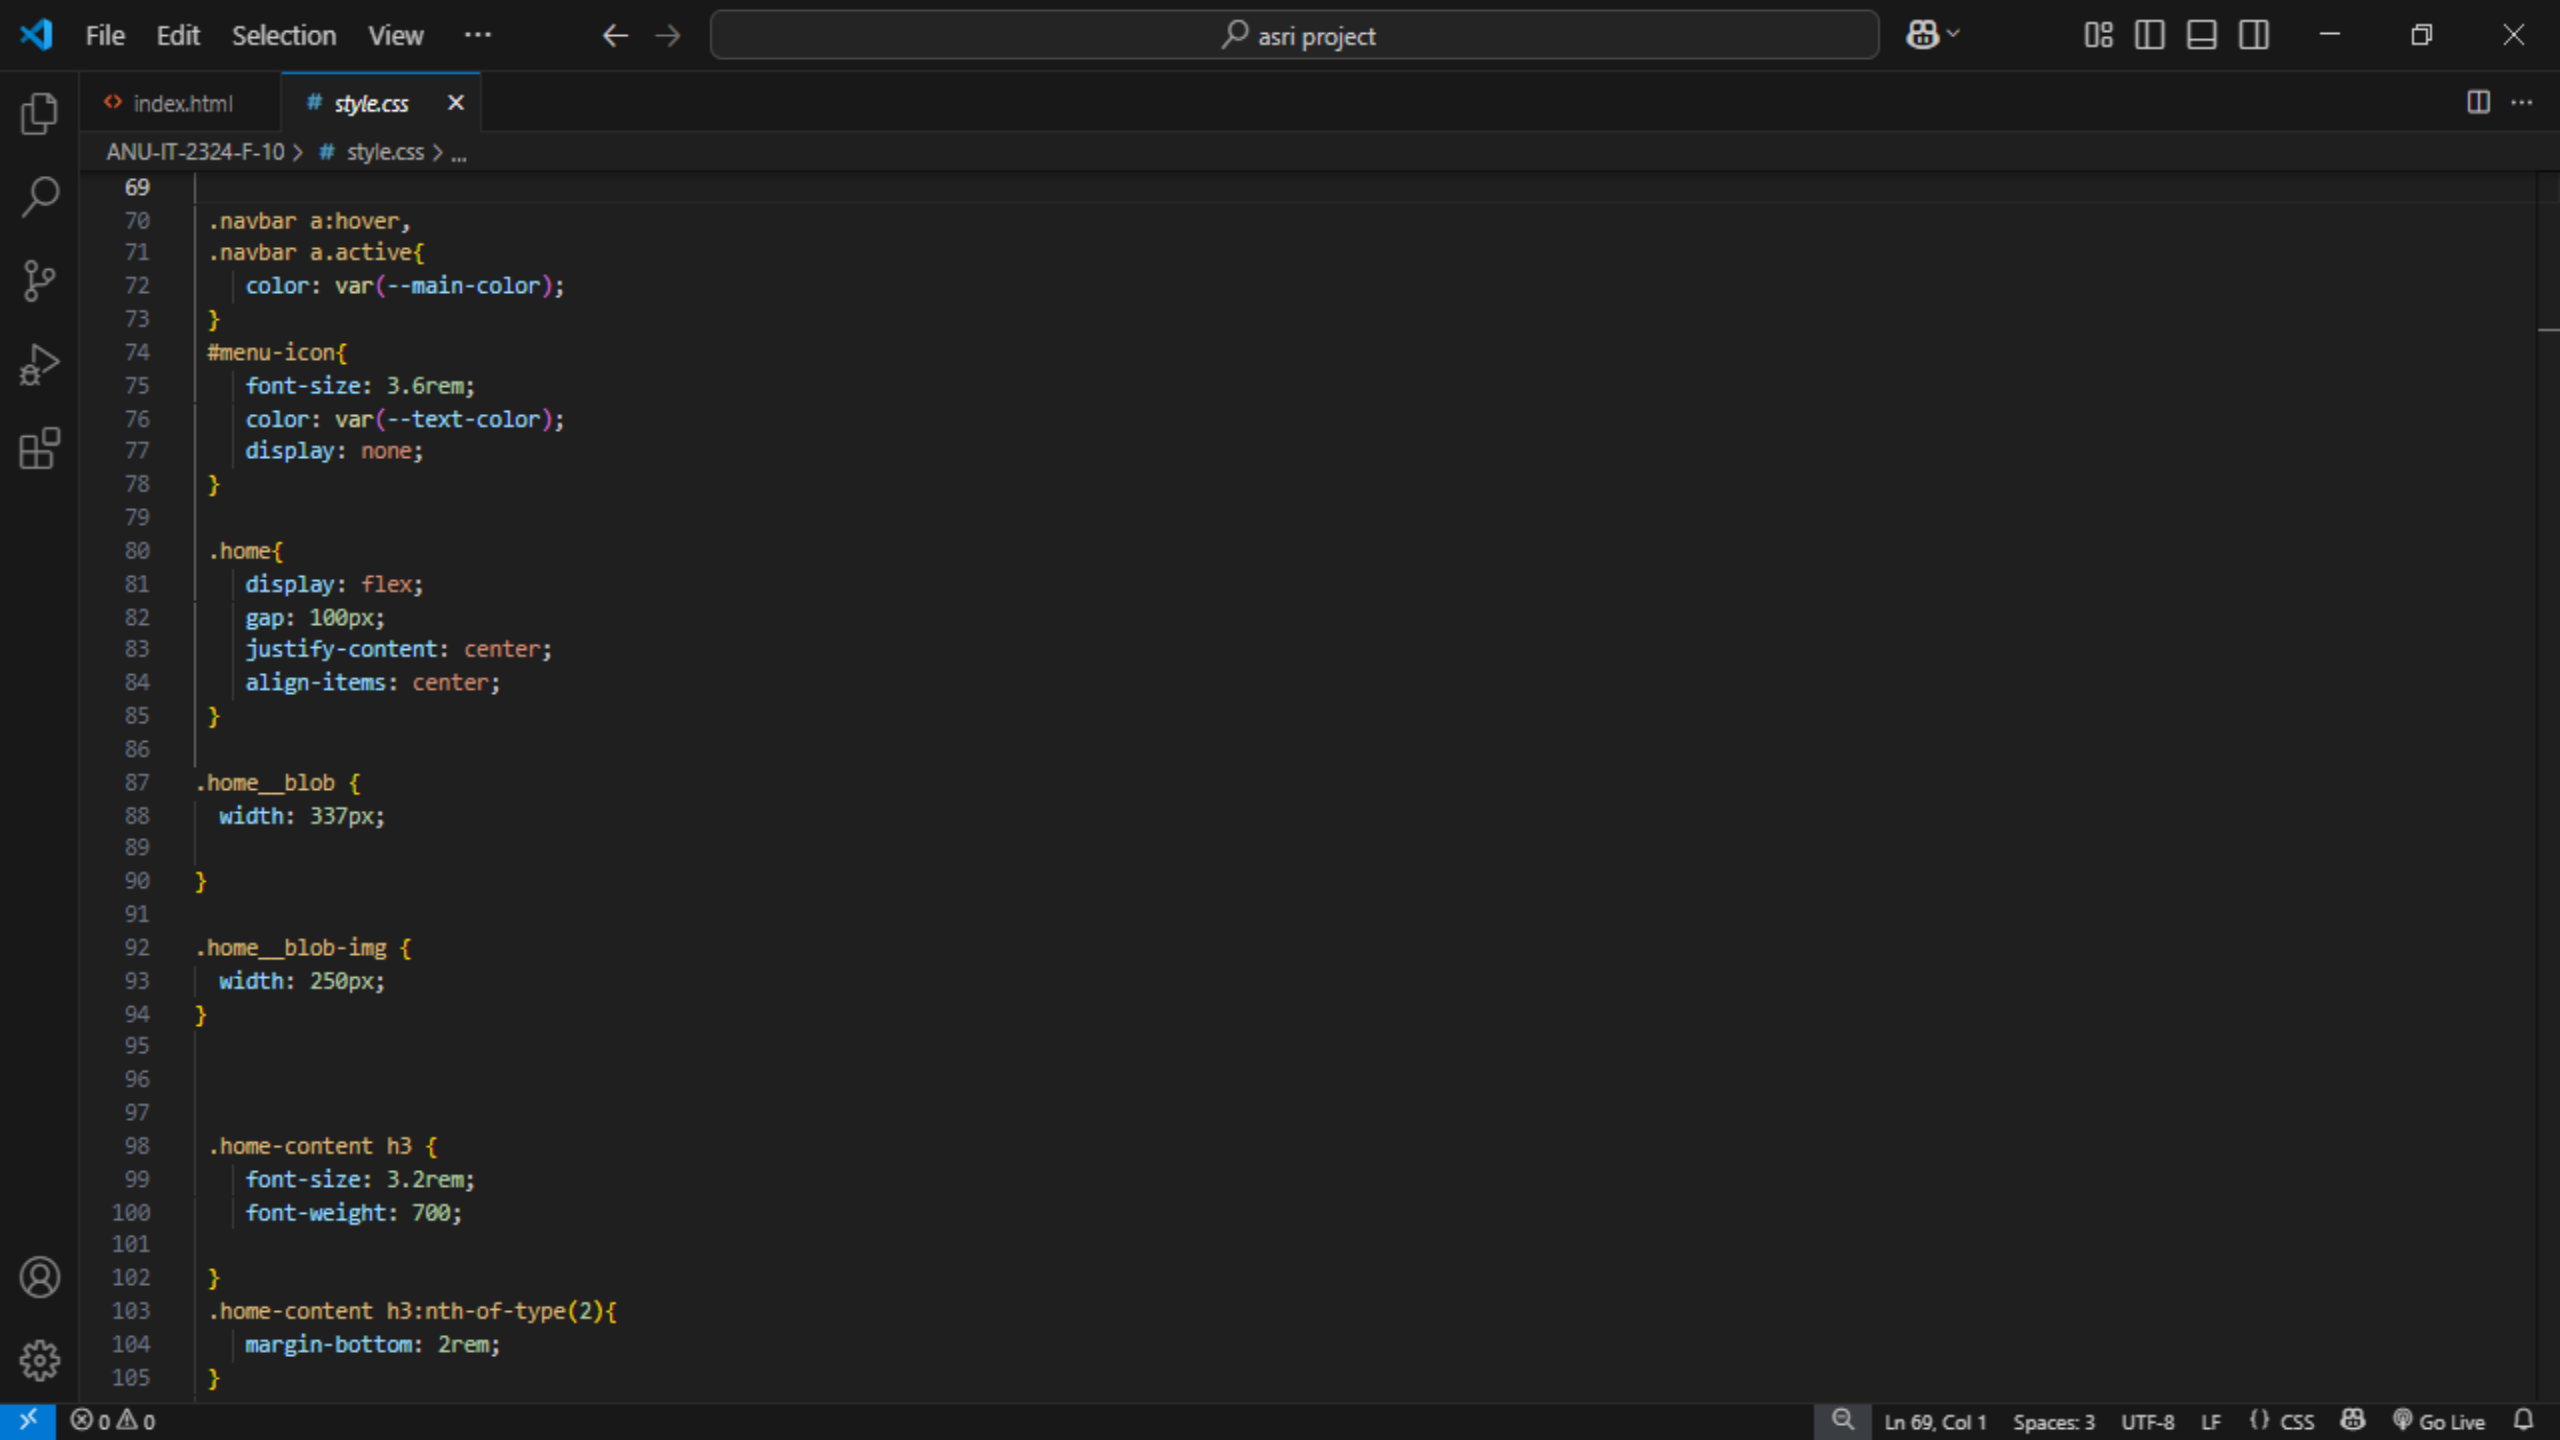 File Edit Selection View ··· asri project
index.html # style.css
ANU-IT-2324-F-10 > # style.css > ...
69
70 .navbar a:hover,
71 .navbar a.active{
72 color: var(--main-color);
73 }
74 #menu-icon{
75 font-size: 3.6rem;
76 color: var(--text-color);
77 display: none;
78 }
79
80 .home{
81 display: flex;
82 gap: 100px;
83 justify-content: center;
84 align-items: center;
85 }
86
87 .home__blob {
88 width: 337px;
89
90 }
91
92 .home__blob-img {
93 width: 250px;
94 }
95
96
97
98 .home-content h3 {
99 font-size: 3.2rem;
100 font-weight: 700;
101
102 }
103 .home-content h3:nth-of-type(2){
104 margin-bottom: 2rem;
105 }
0 0 Ln 69, Col 1 Spaces: 3 UTF-8 LF {} CSS Go Live